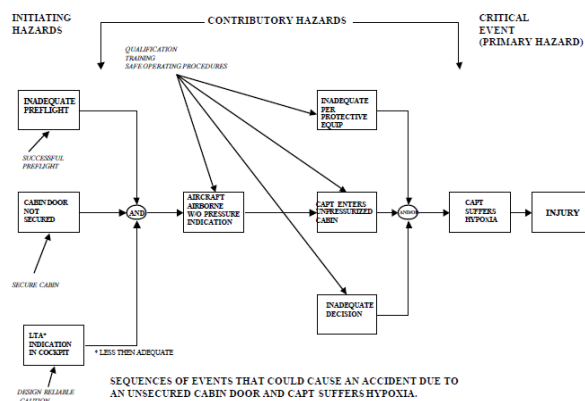 INITIATING
HAZARDS
CONTRIBUTORY HAZARDS
CRITICAL
EVENT
(PRIMARY HAZARD)
QUALIFICATION
TRAINING
SAFE OPERATING PROCEDURES
INADEQUATE
PREFLIGHT
INADEQUATE
PER
PROTECTIVE
EQUIP
SUCCESSFUL
PREFLIGHT
CABIN DOOR
NOT
SECURED
AND
AIRCRAFT
AIRBORNE
W/O PRESSURE
INDICATION
CAPT ENTERS
UNPRESSURIZED
CABIN
AND/OR
CAPT
SUFFERS
HYPOXIA
INJURY
SECURE CABIN
INADEQUATE
DECISION
LTA*
INDICATION
IN COCKPIT
* LESS THEN ADEQUATE
DESIGN RELIABLE
CAUTION
SEQUENCES OF EVENTS THAT COULD CAUSE AN ACCIDENT DUE TO
AN UNSECURED CABIN DOOR AND CAPT SUFFERS HYPOXIA.